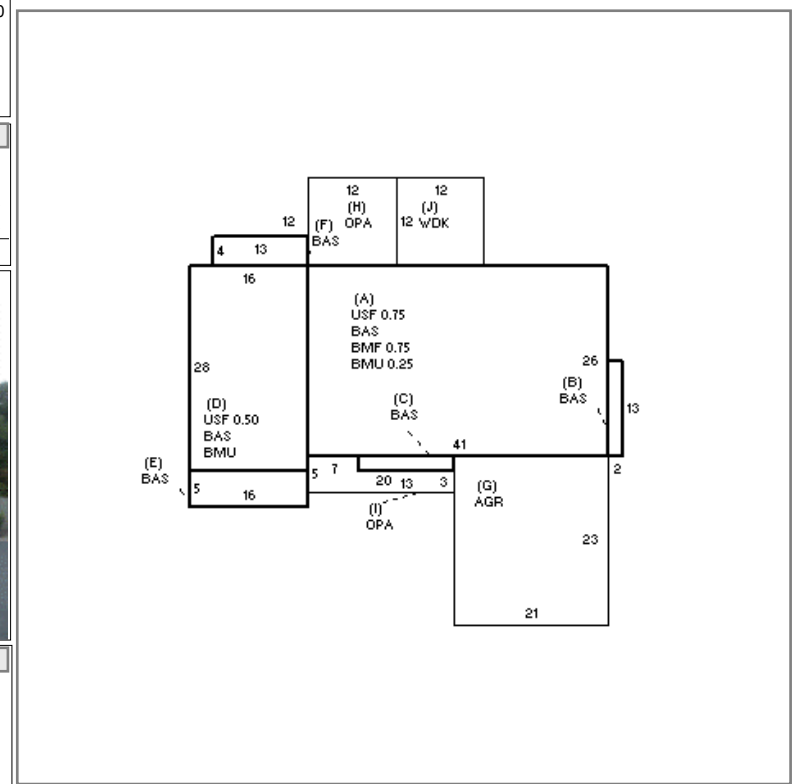 12
12
(H)
OPA
12
(J)
WDK
12
(F)
BAS
4
13
16
(A)
USF 0.75
BAS
BMF 0.75
BMU 0.25
28
26
(B)
BAS
13
(D)
USF 0.50
BAS
BMU
(C)
BAS
41
(E)
BAS
5
16
5
7
20
13
3
2
(I)
OPA
(G)
AGR
23
21